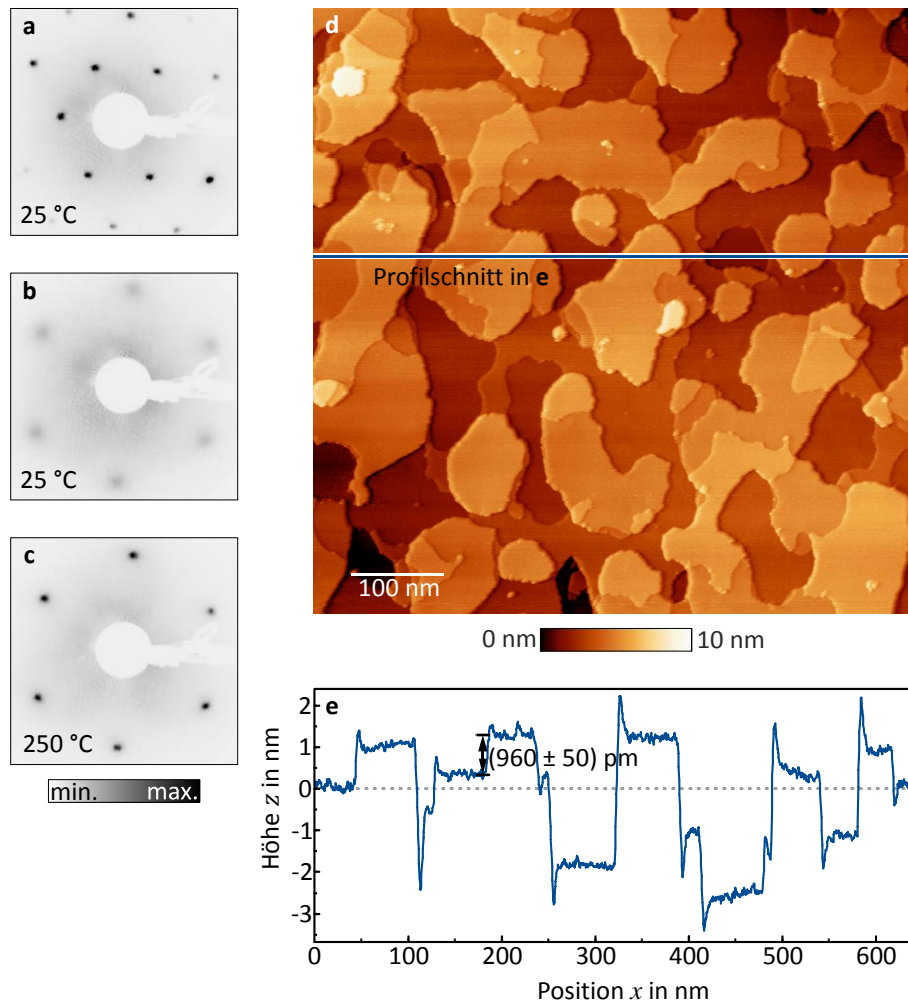 a
25 °C
b
25 °C
c
250 °C
min. max.
d
Profilschnitt in e
100 nm
0 nm 10 nm
e
(960 ± 50) pm
Höhe z in nm
2
1
0
-1
-2
-3
0 100 200 300 400 500 600
Position x in nm